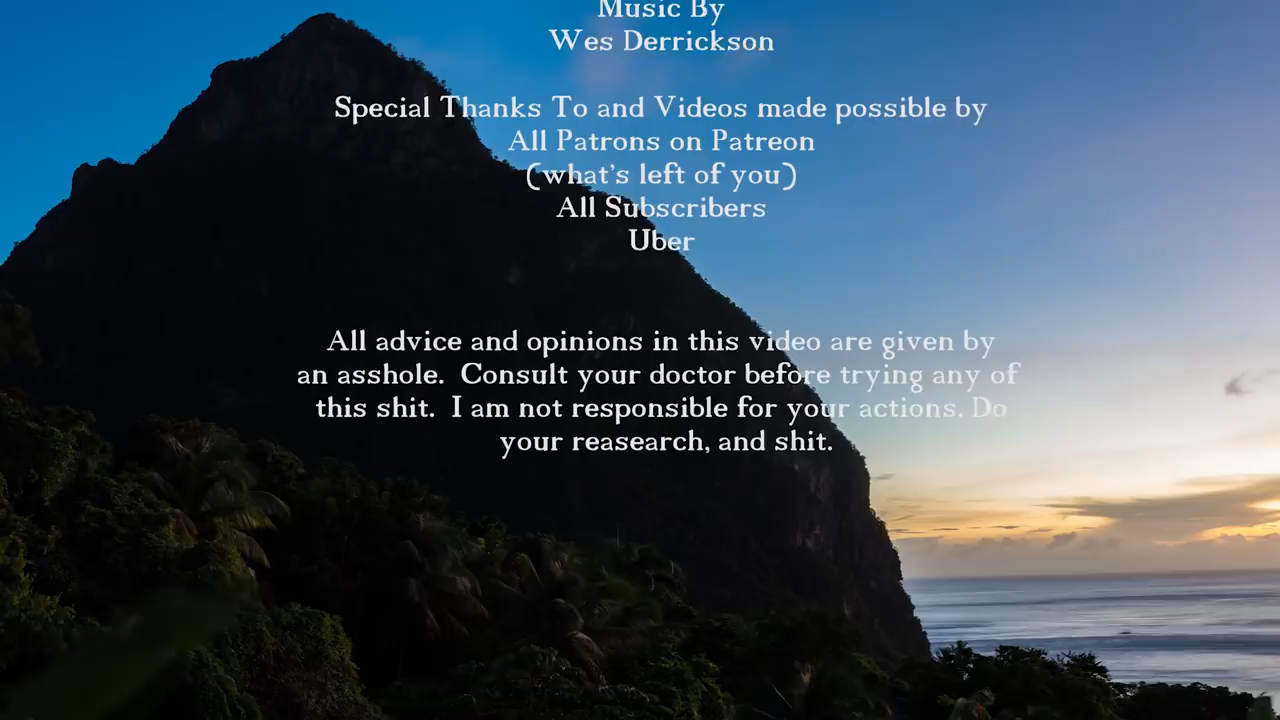 Music By
Wes Derrickson
Special Thanks To and Videos made possible by
All Patrons on Patreon
(what's left of you)
All Subscribers
Uber
All advice and opinions in this video are given by
an asshole.  Consult your doctor before trying any of
this shit.  I am not responsible for your actions. Do
your reasearch, and shit.